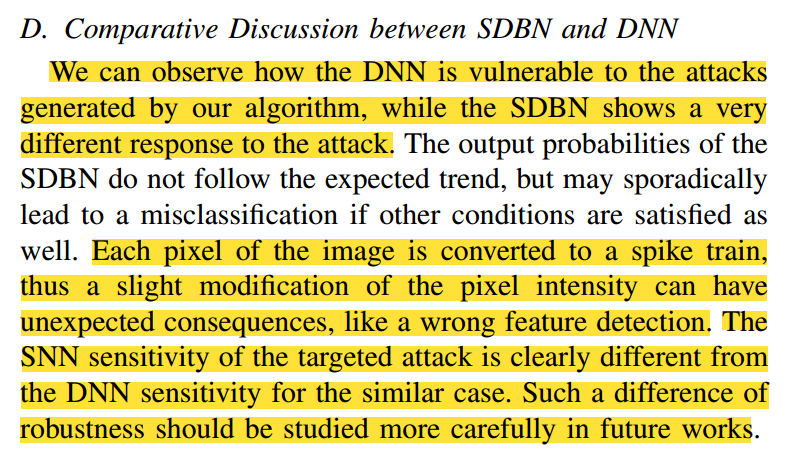 D. Comparative Discussion between SDBN and DNN
We can observe how the DNN is vulnerable to the attacks
generated by our algorithm, while the SDBN shows a very
different response to the attack. The output probabilities of the
SDBN do not follow the expected trend, but may sporadically
lead to a misclassification if other conditions are satisfied as
well. Each pixel of the image is converted to a spike train,
thus a slight modification of the pixel intensity can have
unexpected consequences, like a wrong feature detection. The
SNN sensitivity of the targeted attack is clearly different from
the DNN sensitivity for the similar case. Such a difference of
robustness should be studied more carefully in future works.